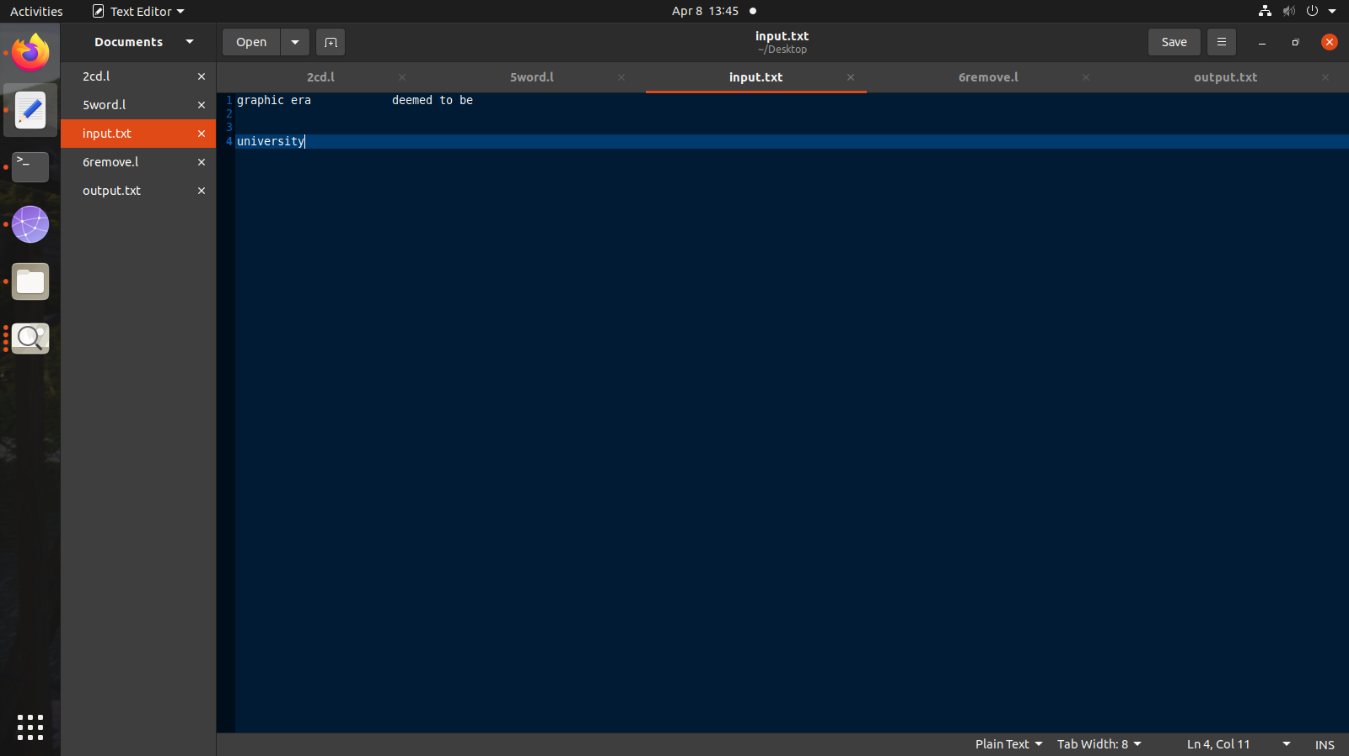 Activities Text Editor Apr 8 13:45
Documents Open input.txt Save
~/Desktop
2cd.l
5word.l
input.txt
6remove.l
output.txt
2cd.l 5word.l input.txt 6remove.l output.txt
1 graphic era deemed to be
2
3
4 university
>_
Plain Text Tab Width: 8 Ln 4, Col 11 INS